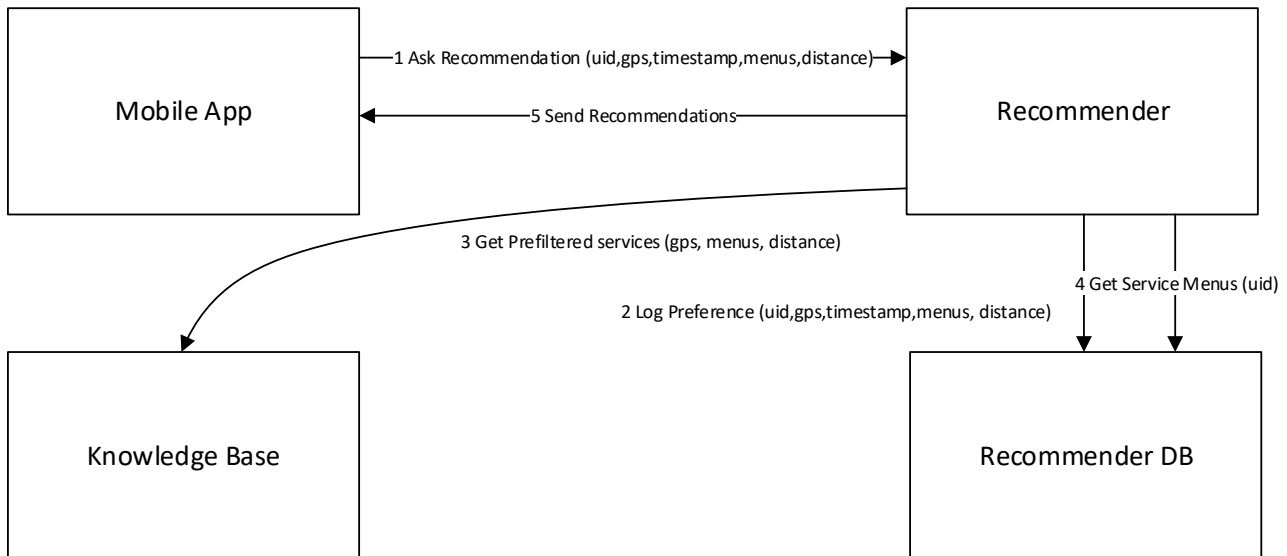 1 Ask Recommendation (uid,gps,timestamp,menus,distance)
Mobile App
Recommender
5 Send Recommendations
3 Get Prefiltered services (gps, menus, distance)
4 Get Service Menus (uid)
2 Log Preference (uid,gps,timestamp,menus, distance)
Knowledge Base
Recommender DB